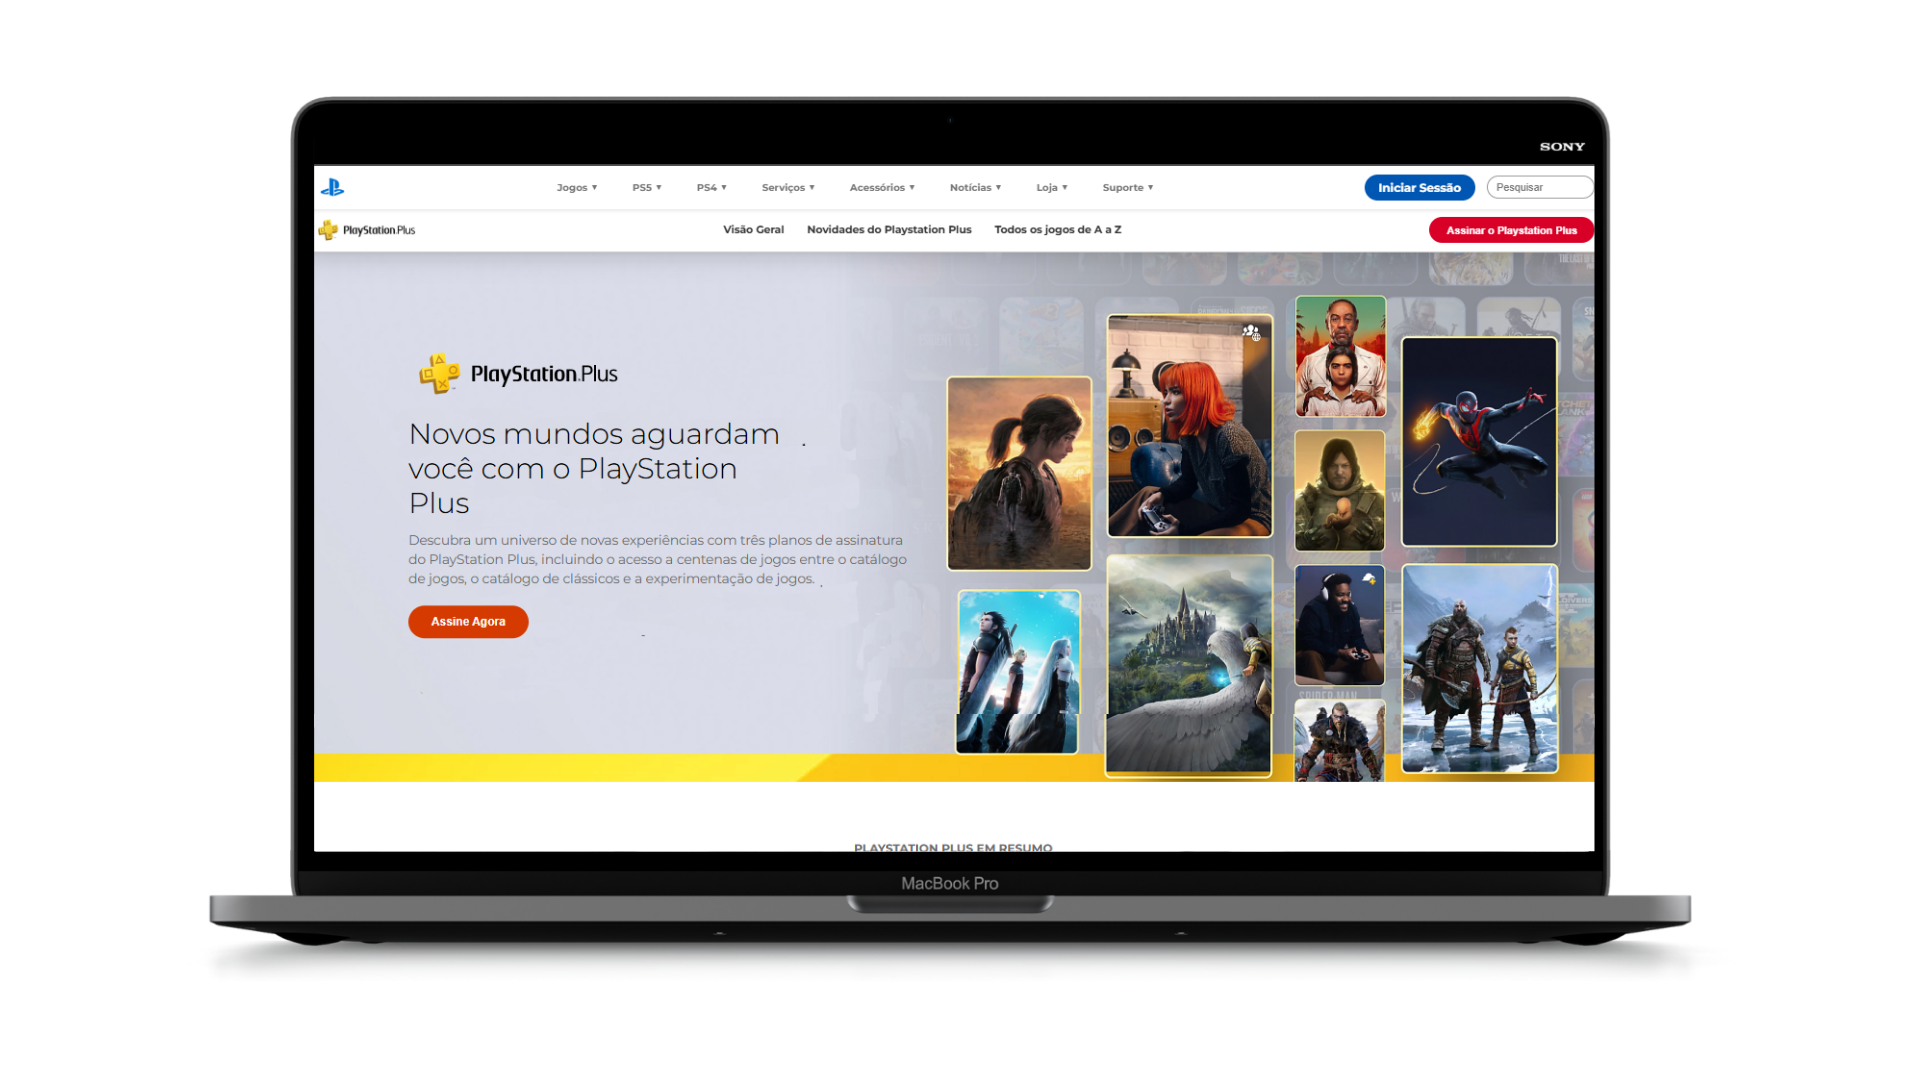 SONY
Jogos ▼ PS5 ▼ PS4 ▼ Serviços ▼ Acessórios ▼ Notícias ▼ Loja ▼ Suporte ▼ Iniciar Sessão Pesquisar
PlayStation.Plus Visão Geral Novidades do Playstation Plus Todos os jogos de A a Z Assinar o Playstation Plus
PlayStation.Plus
Novos mundos aguardam .
você com o PlayStation
Plus
Descubra um universo de novas experiências com três planos de assinatura
do PlayStation Plus, incluindo o acesso a centenas de jogos entre o catálogo
de jogos, o catálogo de clássicos e a experimentação de jogos. .
Assine Agora
SPIDER-MAN
PLAYSTATION PLUS EM RESUMO
MacBook Pro